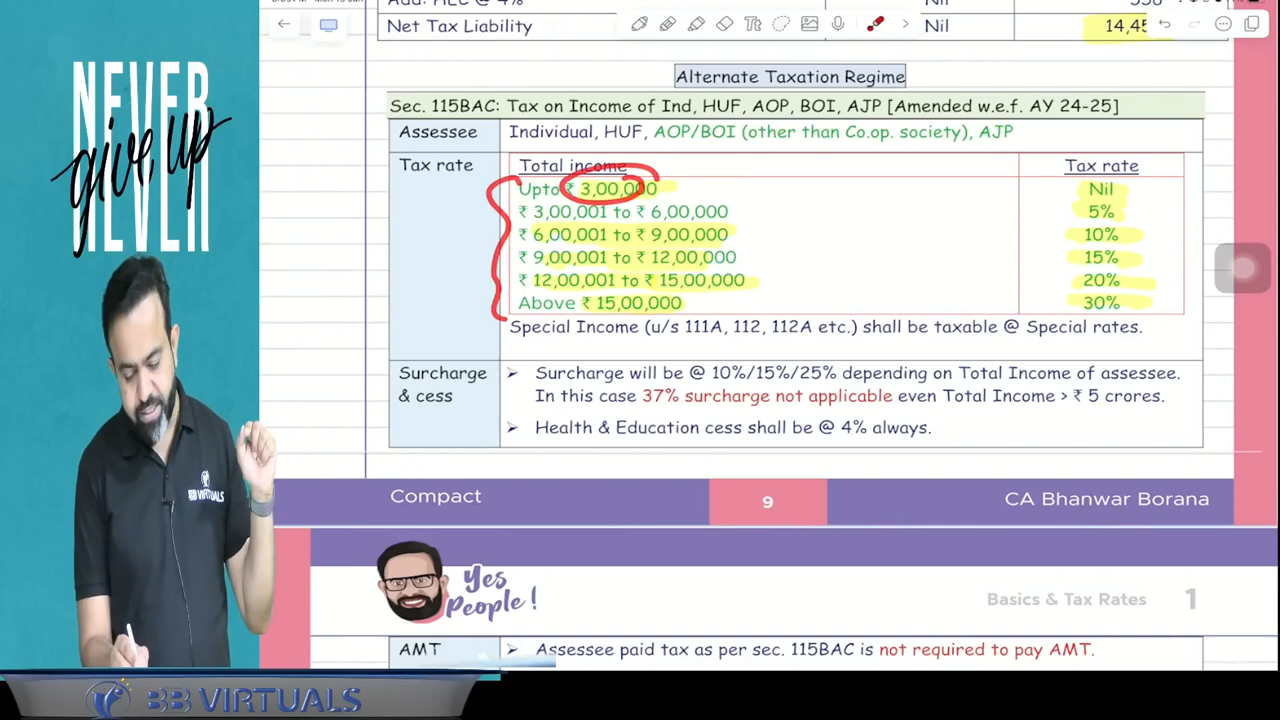 NEVER
give up
NEVER
Net Tax Liability Nil 14,45
Alternate Taxation Regime
Sec. 115BAC: Tax on Income of Ind, HUF, AOP, BOI, AJP [Amended w.e.f. AY 24-25]
Assessee Individual, HUF, AOP/BOI (other than Co.op. society), AJP
Tax rate Total income Tax rate
Upto ₹ 3,00,000 Nil
₹ 3,00,001 to ₹ 6,00,000 5%
₹ 6,00,001 to ₹ 9,00,000 10%
₹ 9,00,001 to ₹ 12,00,000 15%
₹ 12,00,001 to ₹ 15,00,000 20%
Above ₹ 15,00,000 30%
Special Income (u/s 111A, 112, 112A etc.) shall be taxable @ Special rates.
Surcharge & cess
➢ Surcharge will be @ 10%/15%/25% depending on Total Income of assessee.
In this case 37% surcharge not applicable even Total Income > ₹ 5 crores.
➢ Health & Education cess shall be @ 4% always.
BB VIRTUALS
Compact 9 CA Bhanwar Borana
Yes
People!
Basics & Tax Rates 1
AMT ➢ Assessee paid tax as per sec. 115BAC is not required to pay AMT.
BB VIRTUALS